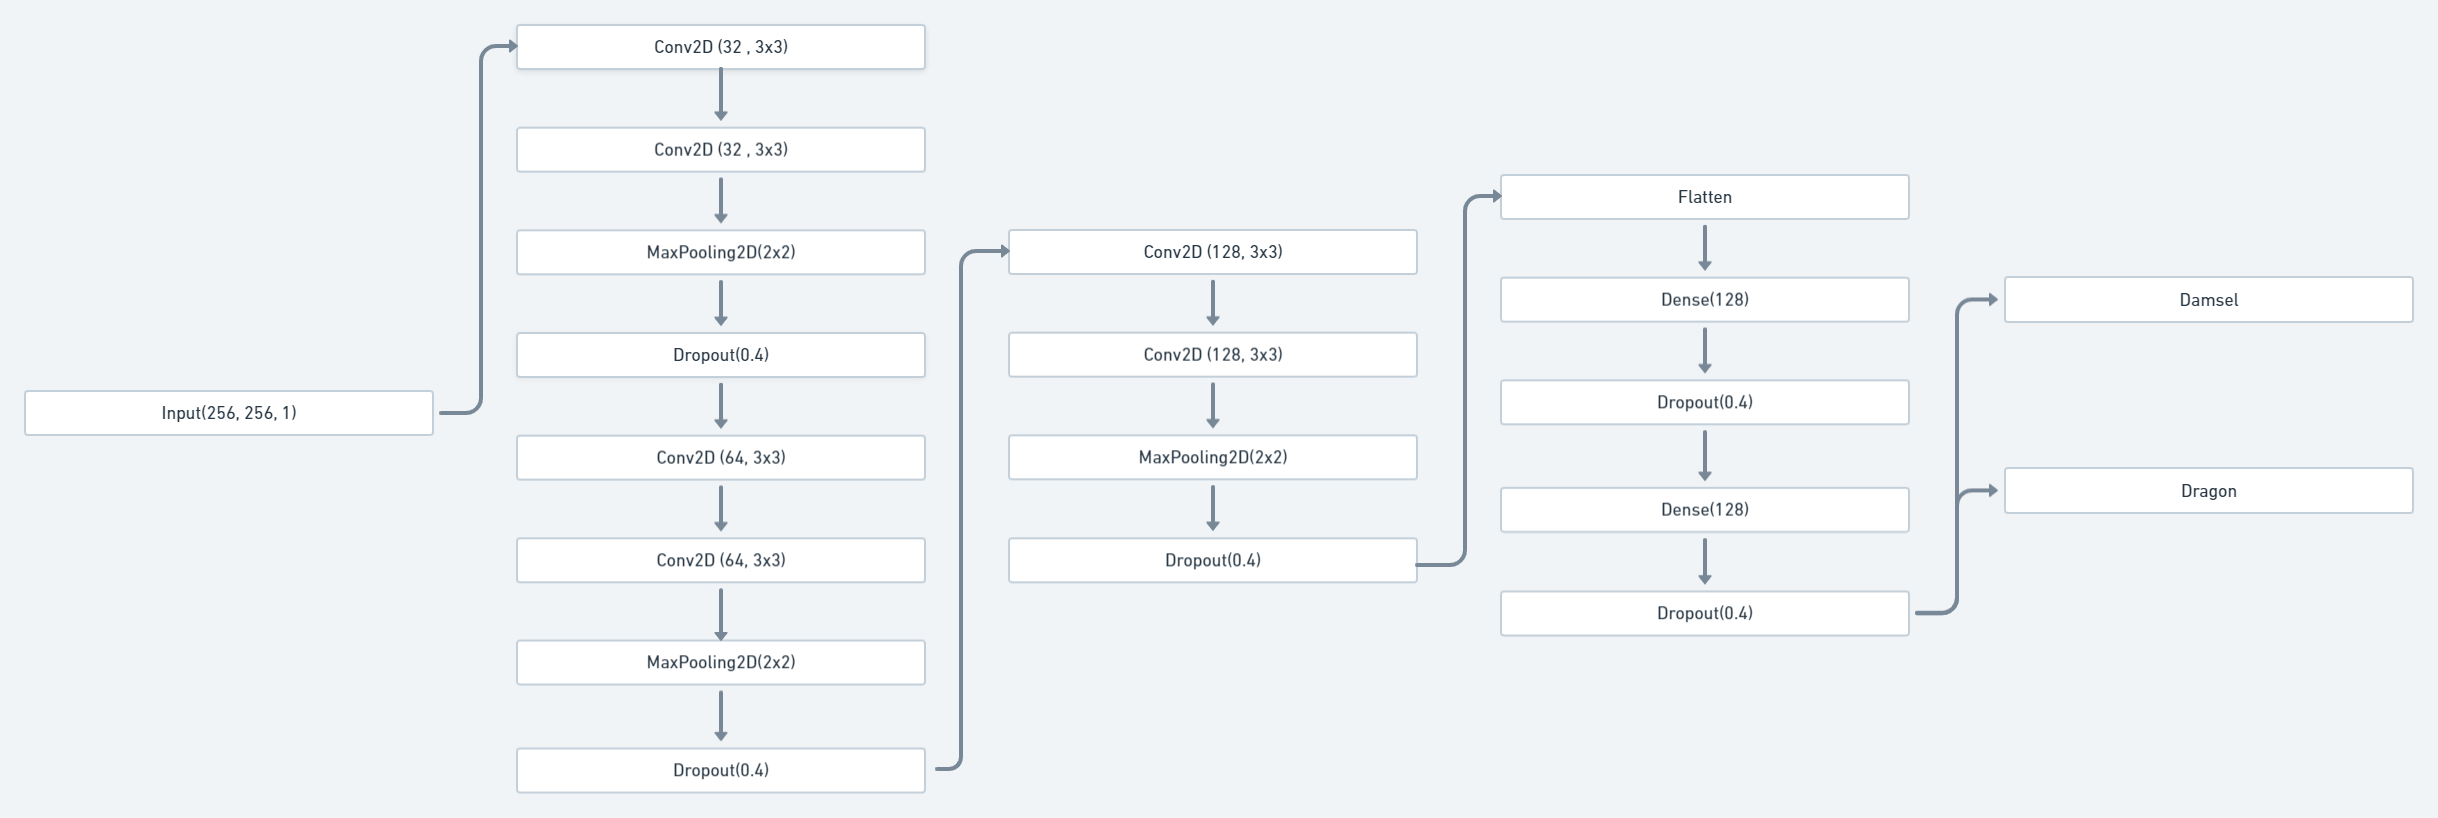 Input(256, 256, 1)
Conv2D (32 , 3x3)
Conv2D (32 , 3x3)
MaxPooling2D(2x2)
Dropout(0.4)
Conv2D (64, 3x3)
Conv2D (64, 3x3)
MaxPooling2D(2x2)
Dropout(0.4)
Conv2D (128, 3x3)
Conv2D (128, 3x3)
MaxPooling2D(2x2)
Dropout(0.4)
Flatten
Dense(128)
Dropout(0.4)
Dense(128)
Dropout(0.4)
Damsel
Dragon